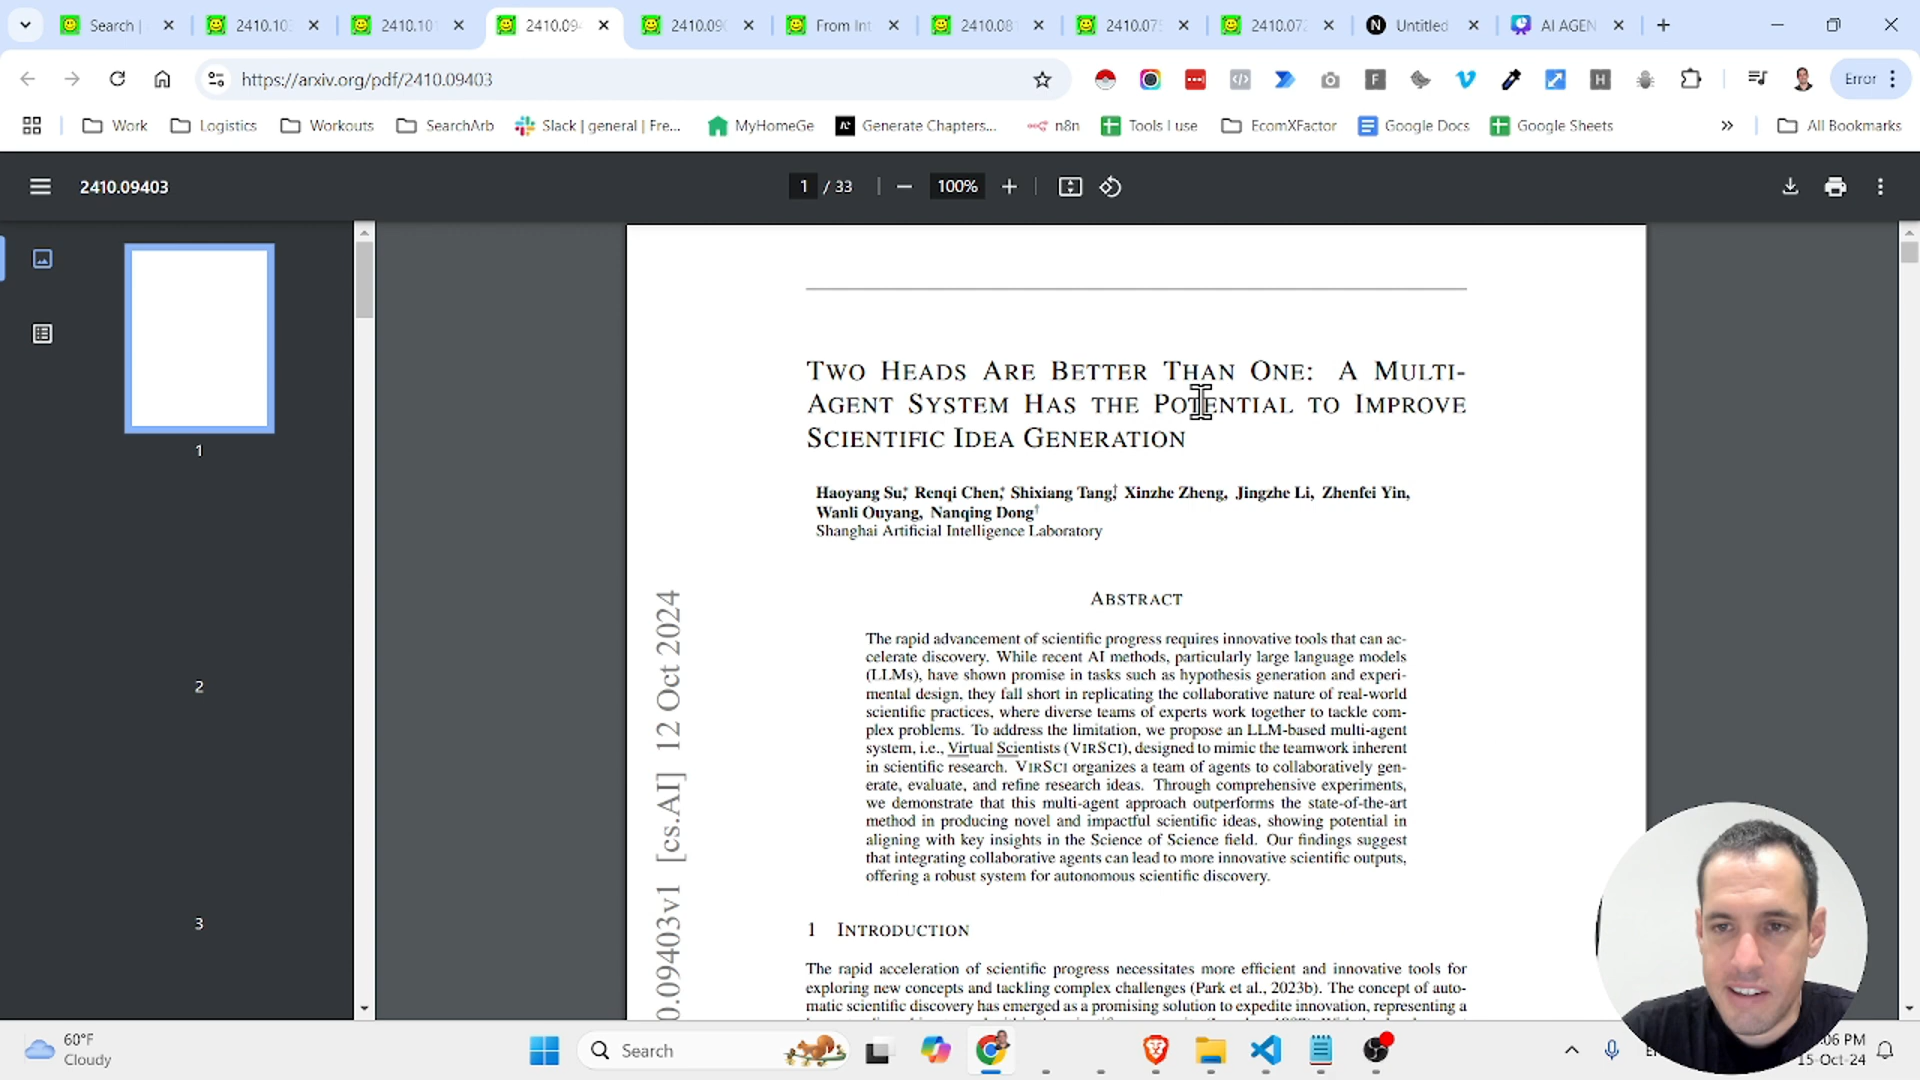 Search |
2410.10
2410.101
2410.09
2410.09
From Int
2410.08
2410.07
2410.07
Untitled
AI AGEN
https://arxiv.org/pdf/2410.09403
Error
Work
Logistics
Workouts
SearchArb
Slack | general | Fre...
MyHomeGe
Generate Chapters...
n8n
Tools I use
EcomXFactor
Google Docs
Google Sheets
All Bookmarks
2410.09403
1 / 33
100%
1
2
3
TWO HEADS ARE BETTER THAN ONE: A MULTI-
AGENT SYSTEM HAS THE POTENTIAL TO IMPROVE
SCIENTIFIC IDEA GENERATION
Haoyang Su,* Renqi Chen,* Shixiang Tang,† Xinzhe Zheng, Jingzhe Li, Zhenfei Yin,
Wanli Ouyang, Nanqing Dong†
Shanghai Artificial Intelligence Laboratory
ABSTRACT
The rapid advancement of scientific progress requires innovative tools that can ac-
celerate discovery. While recent AI methods, particularly large language models
(LLMs), have shown promise in tasks such as hypothesis generation and experi-
mental design, they fall short in replicating the collaborative nature of real-world
scientific practices, where diverse teams of experts work together to tackle com-
plex problems. To address the limitation, we propose an LLM-based multi-agent
system, i.e., Virtual Scientists (VIRSCI), designed to mimic the teamwork inherent
in scientific research. VIRSCI organizes a team of agents to collaboratively gen-
erate, evaluate, and refine research ideas. Through comprehensive experiments,
we demonstrate that this multi-agent approach outperforms the state-of-the-art
method in producing novel and impactful scientific ideas, showing potential in
aligning with key insights in the Science of Science field. Our findings suggest
that integrating collaborative agents can lead to more innovative scientific outputs,
offering a robust system for autonomous scientific discovery.
0.09403v1 [cs.AI] 12 Oct 2024
1 INTRODUCTION
The rapid acceleration of scientific progress necessitates more efficient and innovative tools for
exploring new concepts and tackling complex challenges (Park et al., 2023b). The concept of auto-
matic scientific discovery has emerged as a promising solution to expedite innovation, representing a
60°F
Cloudy
Search
:06 PM
15-Oct-24